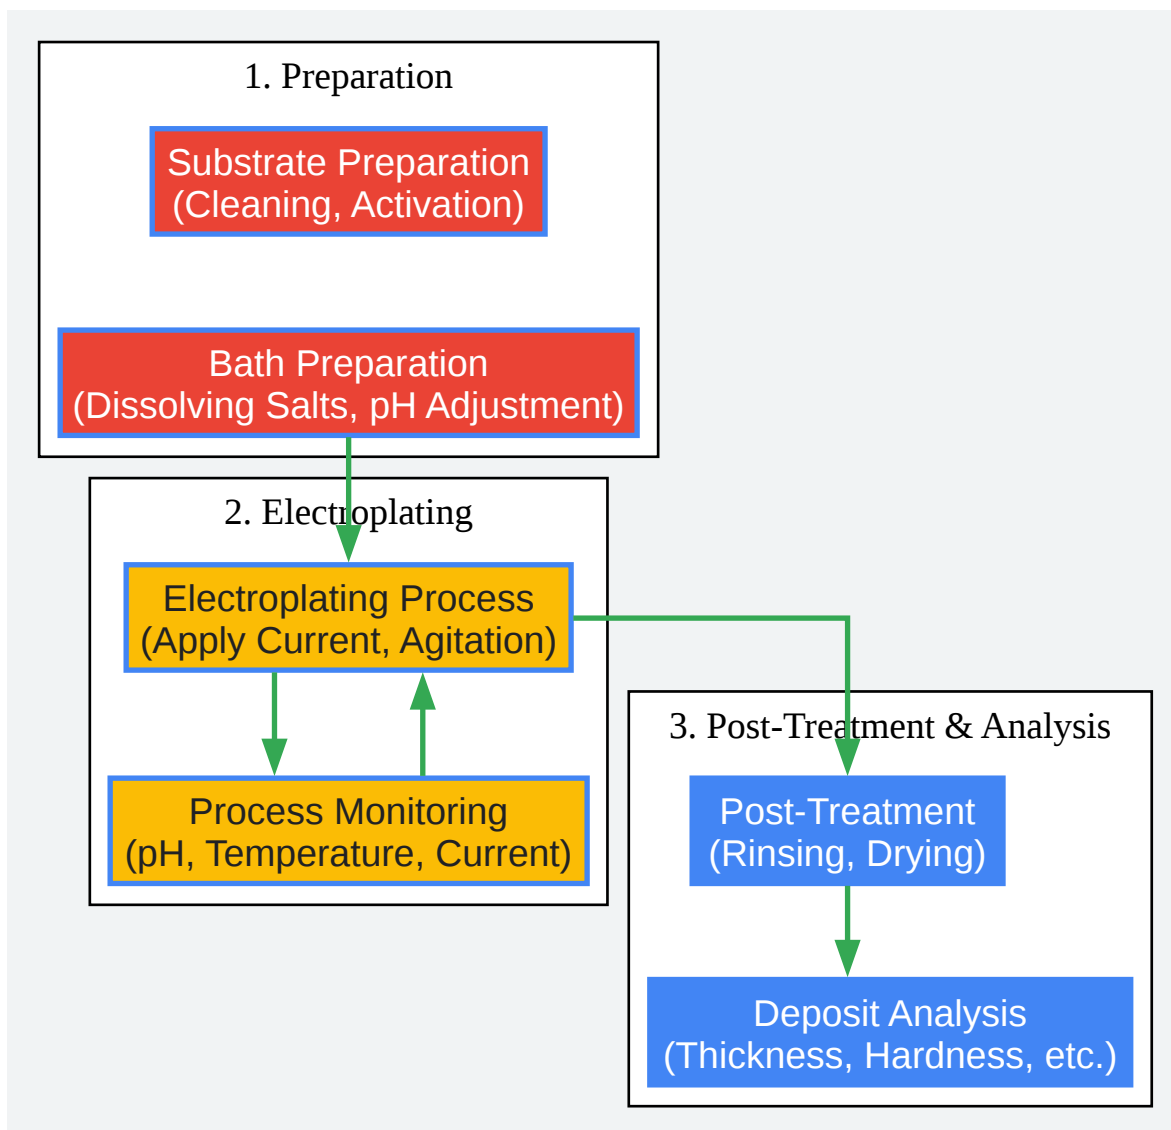 1. Preparation
Substrate Preparation
(Cleaning, Activation)
Bath Preparation
(Dissolving Salts, pH Adjustment)
2. Electroplating
Electroplating Process
(Apply Current, Agitation)
Process Monitoring
(pH, Temperature, Current)
3. Post-Treatment & Analysis
Post-Treatment
(Rinsing, Drying)
Deposit Analysis
(Thickness, Hardness, etc.)